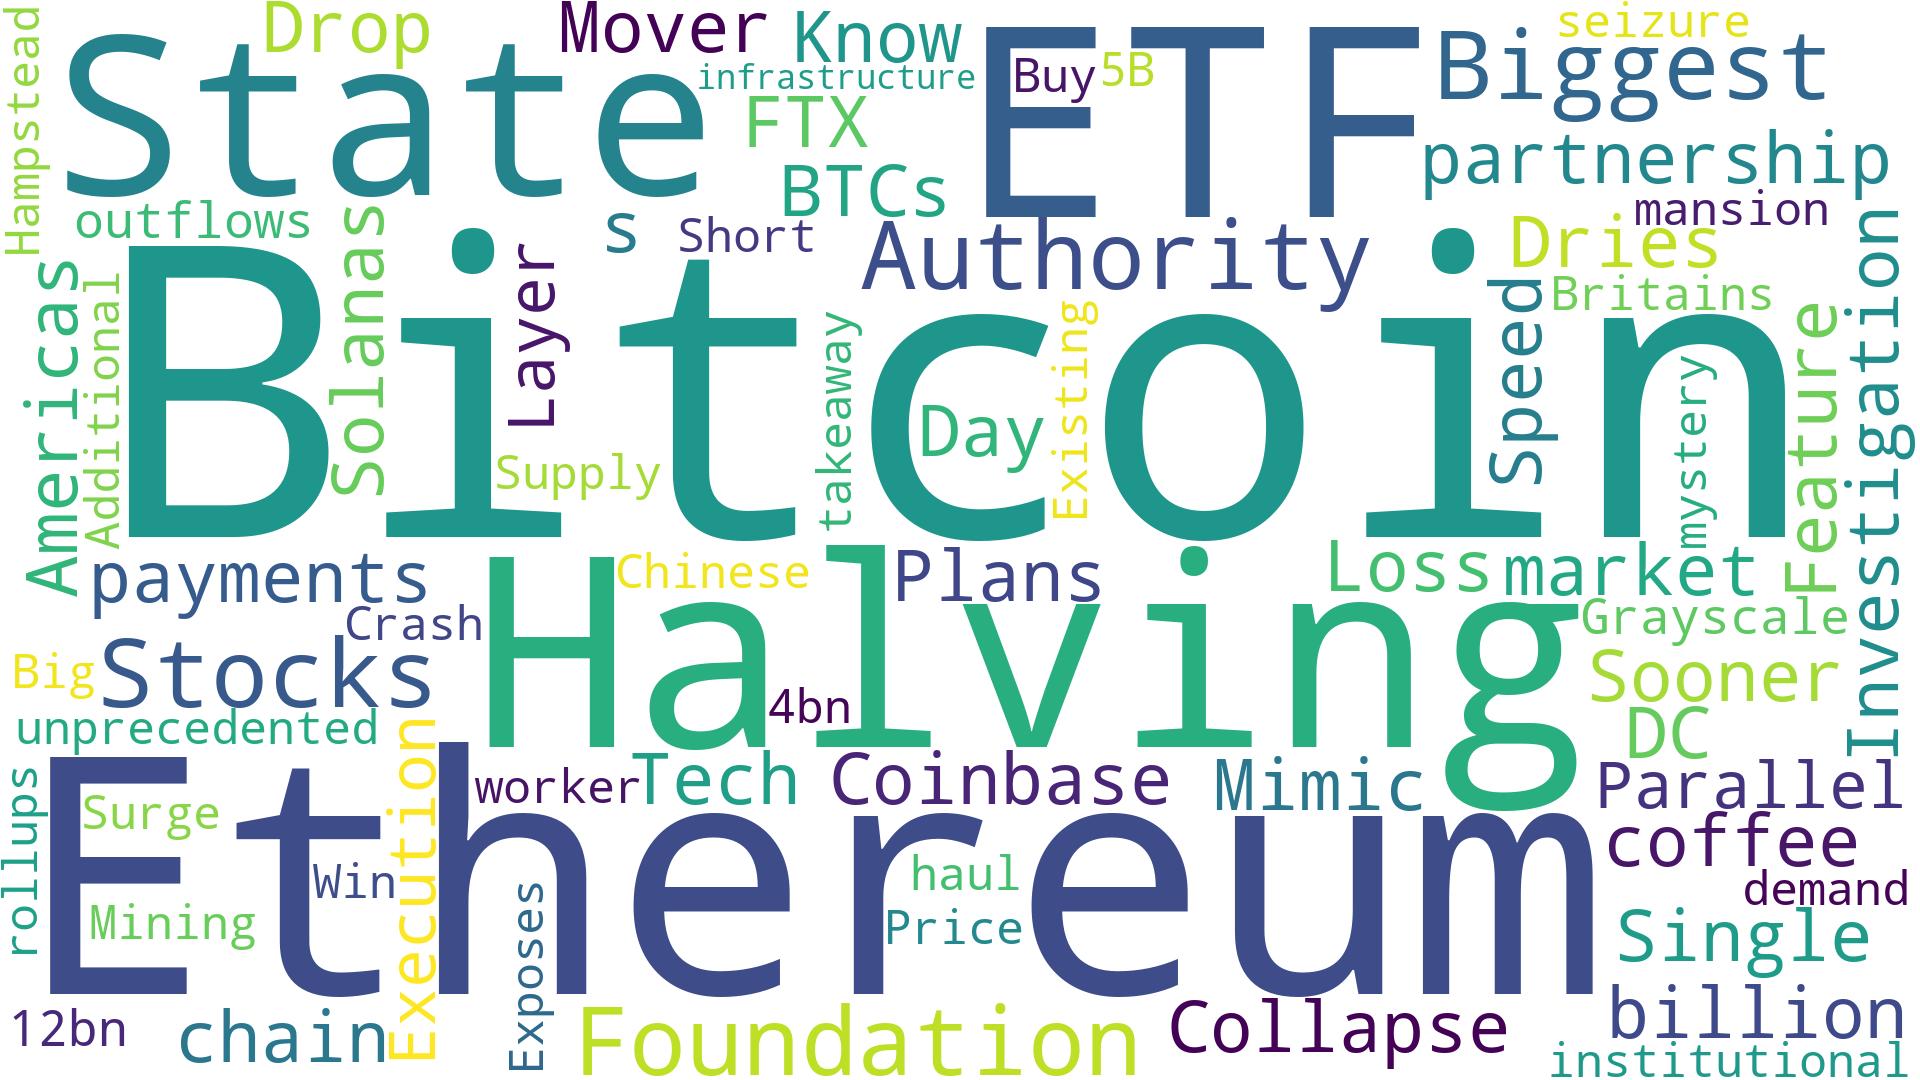 Hampstead
Drop
Mover
Know
seizure
State
infrastructure
ETF
Buy
5B
Biggest
FTX
partnership
BTCs
outflows
Solanas
s
Short
Authority
mansion
Dries
Investigation
Americas
Additional
Layer
Bitcoin
takeaway
Existing
Day
Speed
Britains
mystery
Feature
Supply
payments
Chinese
Plans
Loss
market
Crash
Halving
Grayscale
Big
Stocks
4bn
Sooner
unprecedented
DC
Execution
rollups
Surge
worker
Tech
Coinbase
Mimic
Parallel
Ethereum
coffee
Win
haul
demand
Mining
Exposes
Price
Single
12bn
chain
Foundation
Collapse
billion
institutional